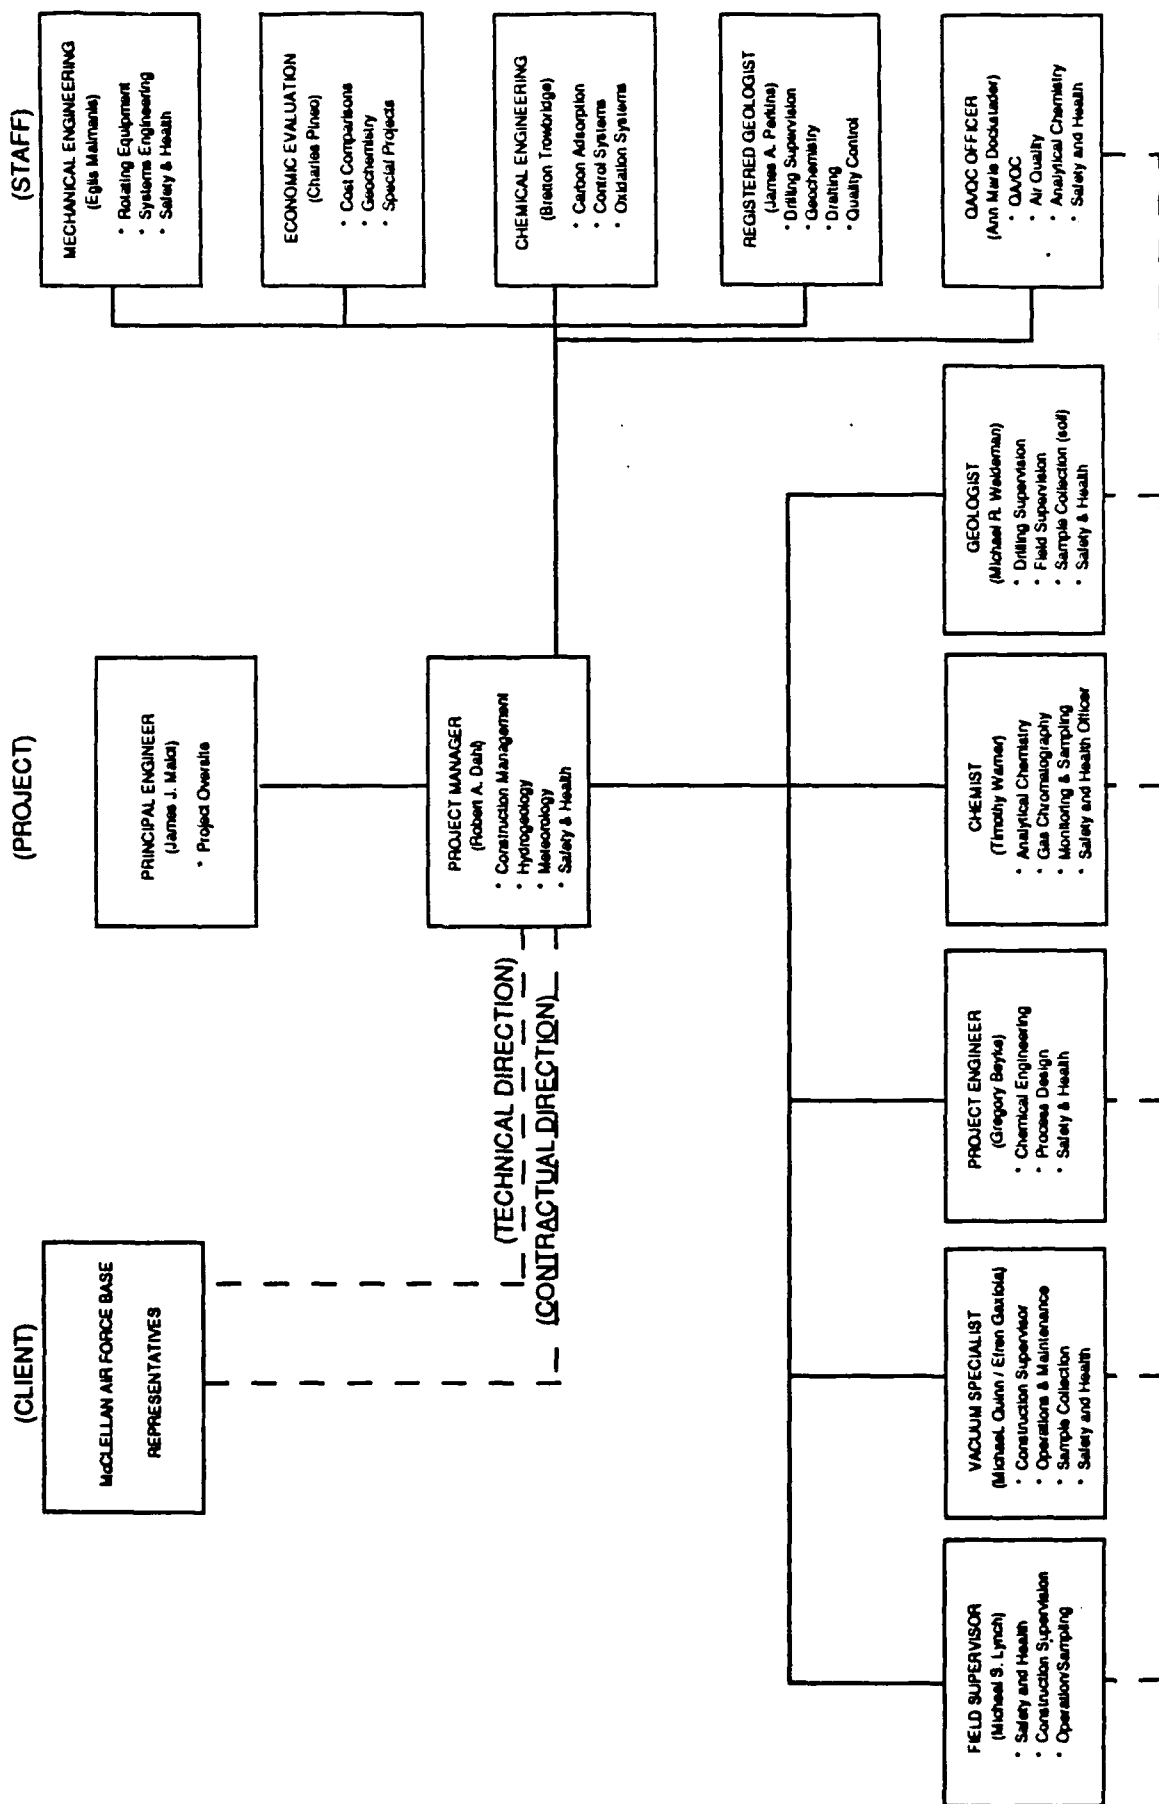 (CLIENT)
(PROJECT)
(STAFF)
McCLELLAN AIR FORCE BASE
REPRESENTATIVES
(TECHNICAL DIRECTION)
(CONTRACTUAL DIRECTION)
PRINCIPAL ENGINEER
(James J. Malot)
* Project Oversite
PROJECT MANAGER
(Robert A. Dahl)
* Construction Management
* Hydrogeology
* Meteorology
* Safety & Health
MECHANICAL ENGINEERING
(Eglis Malmanis)
* Rotating Equipment
* Systems Engineering
* Safety & Health
ECONOMIC EVALUATION
(Charles Pineo)
* Cost Comparisons
* Geochemistry
* Special Projects
CHEMICAL ENGINEERING
(Bretton Trowbridge)
* Carbon Adsorption
* Control Systems
* Oxidation Systems
REGISTERED GEOLOGIST
(James A. Perkins)
* Drilling Supervision
* Geochemistry
* Drafting
* Quality Control
QA/QC OFFICER
(Ann Marie Dockstader)
* QA/QC
* Air Quality
* Analytical Chemistry
* Safety and Health
FIELD SUPERVISOR
(Micheal S. Lynch)
* Safety and Health
* Construction Supervision
* Operation/Sampling
VACUUM SPECIALIST
(Michael Quinn / Efren Gaxiola)
* Construction Supervisor
* Operations & Maintenance
* Sample Collection
* Safety and Health
PROJECT ENGINEER
(Gregory Beyke)
* Chemical Engineering
* Process Design
* Safety & Health
CHEMIST
(Timothy Warner)
* Analytical Chemistry
* Gas Chromatography
* Monitoring & Sampling
* Safety and Health Officer
GEOLOGIST
(Michael R. Weideman)
* Drilling Supervision
* Field Supervision
* Sample Collection (soil)
* Safety & Health